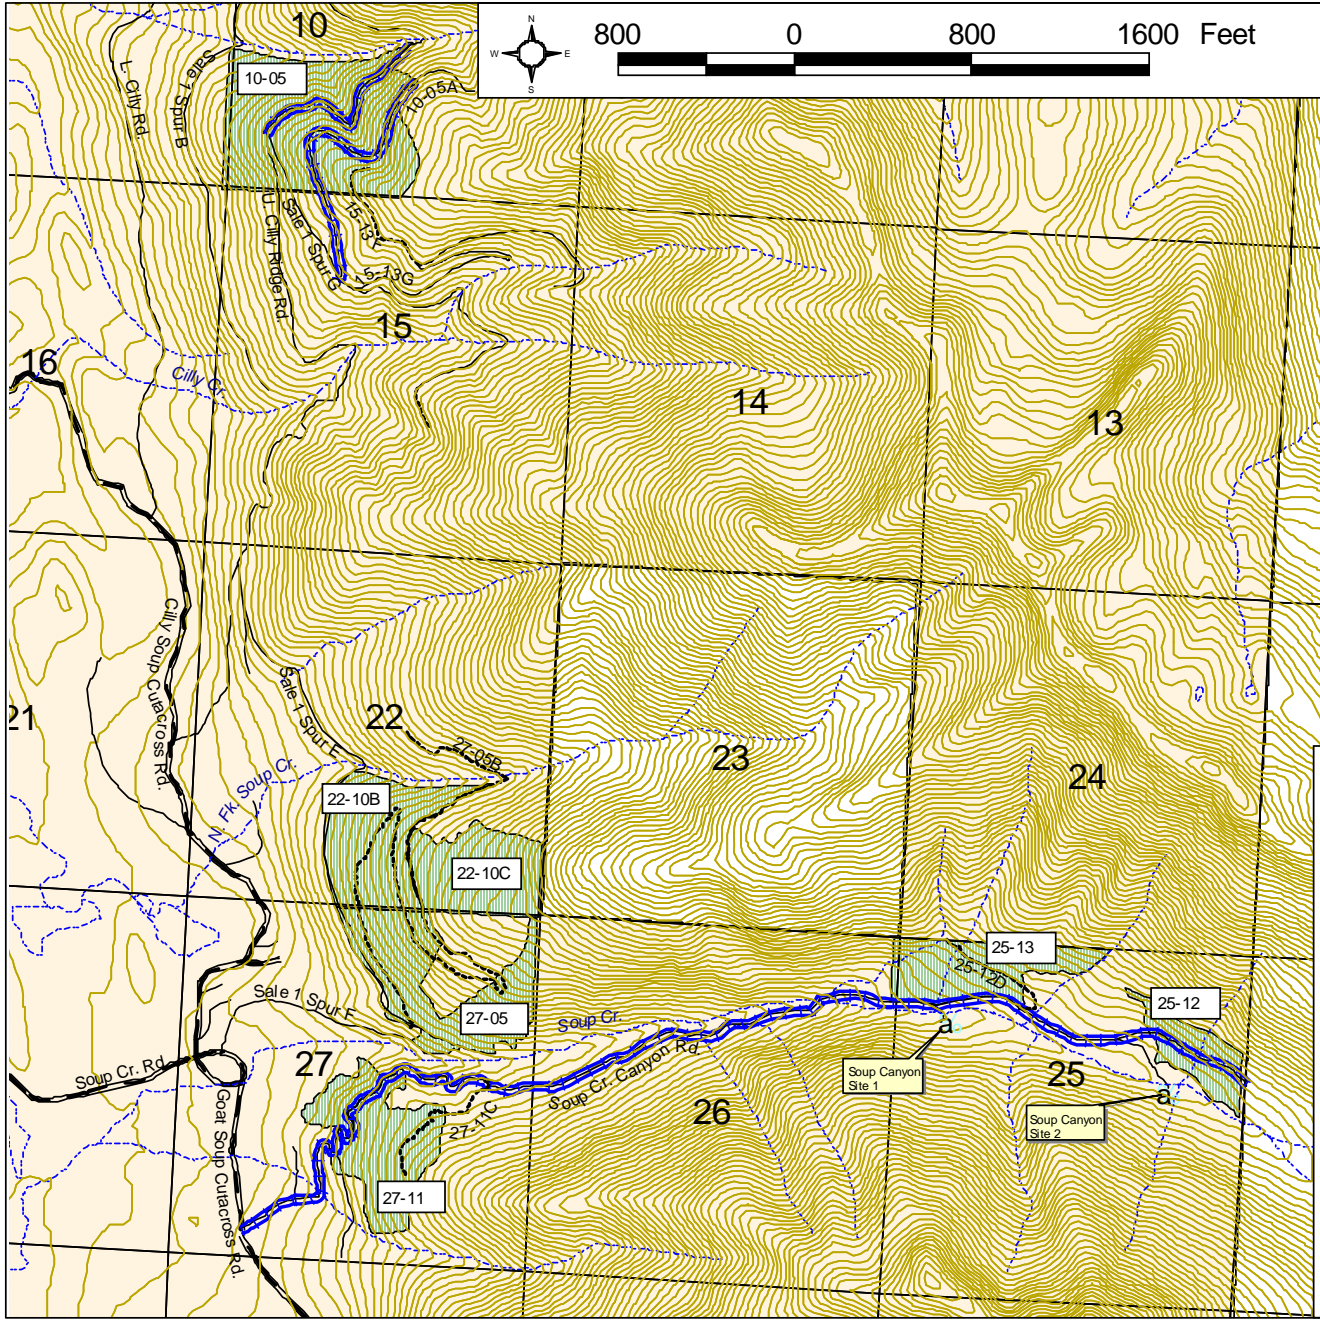 10
N
W
E
S
800
0
800
1600 Feet
L. Cilly Rd.
Sale 1 Spur B
10-05
10-05A
U. Cilly Ridge Rd.
Sale 1 Spur G
15-13F
15-13G
15
16
Cilly Cr.
14
13
Cilly Soup Cutacross Rd.
Sale 1 Spur E
21
22
27-05B
23
24
N. Fk. Soup Cr.
22-10B
22-10C
25-13
25-12D
25-12
Sale 1 Spur F
27-05
Soup Cr.
a
Soup Cr. Rd.
27
Soup Cr. Canyon Rd.
Soup Canyon
Site 1
25
a
Goat Soup Cutacross Rd.
27-11C
26
Soup Canyon
Site 2
27-11